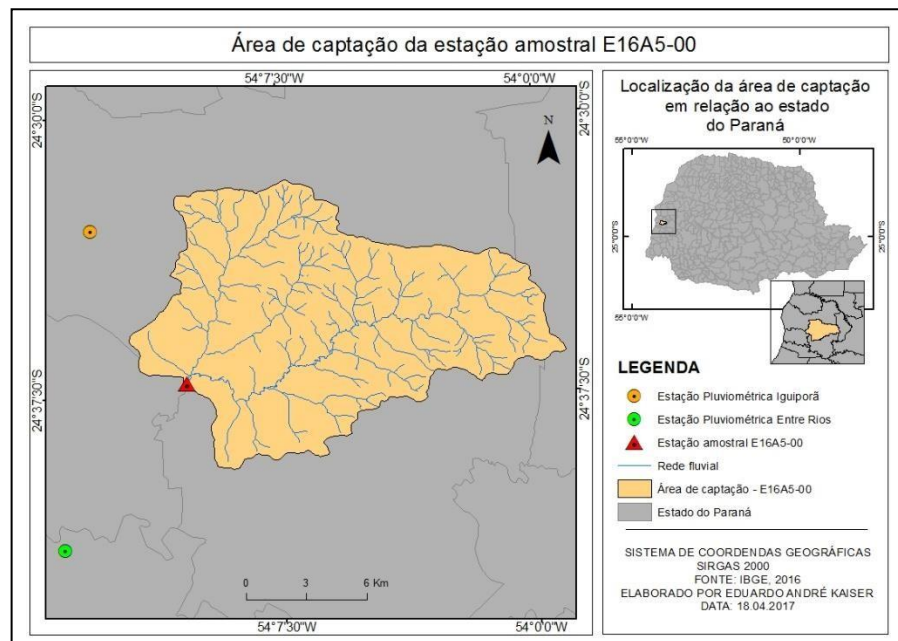 Área de captação da estação amostral E16A5-00
54°7'30"W
54°0'0"W
24°30'0"S
24°30'0"S
N
24°37'30"S
24°37'30"S
0 3 6 Km
54°7'30"W
54°0'0"W
Localização da área de captação
em relação ao estado
do Paraná
55°0'0"W
50°0'0"W
25°0'0"S
25°0'0"S
55°0'0"W
LEGENDA
Estação Pluviométrica Iguiporã
Estação Pluviométrica Entre Rios
Estação amostral E16A5-00
Rede fluvial
Área de captação - E16A5-00
Estado do Paraná
SISTEMA DE COORDENDAS GEOGRÁFICAS
SIRGAS 2000
FONTE: IBGE, 2016
ELABORADO POR EDUARDO ANDRÉ KAISER
DATA: 18.04.2017